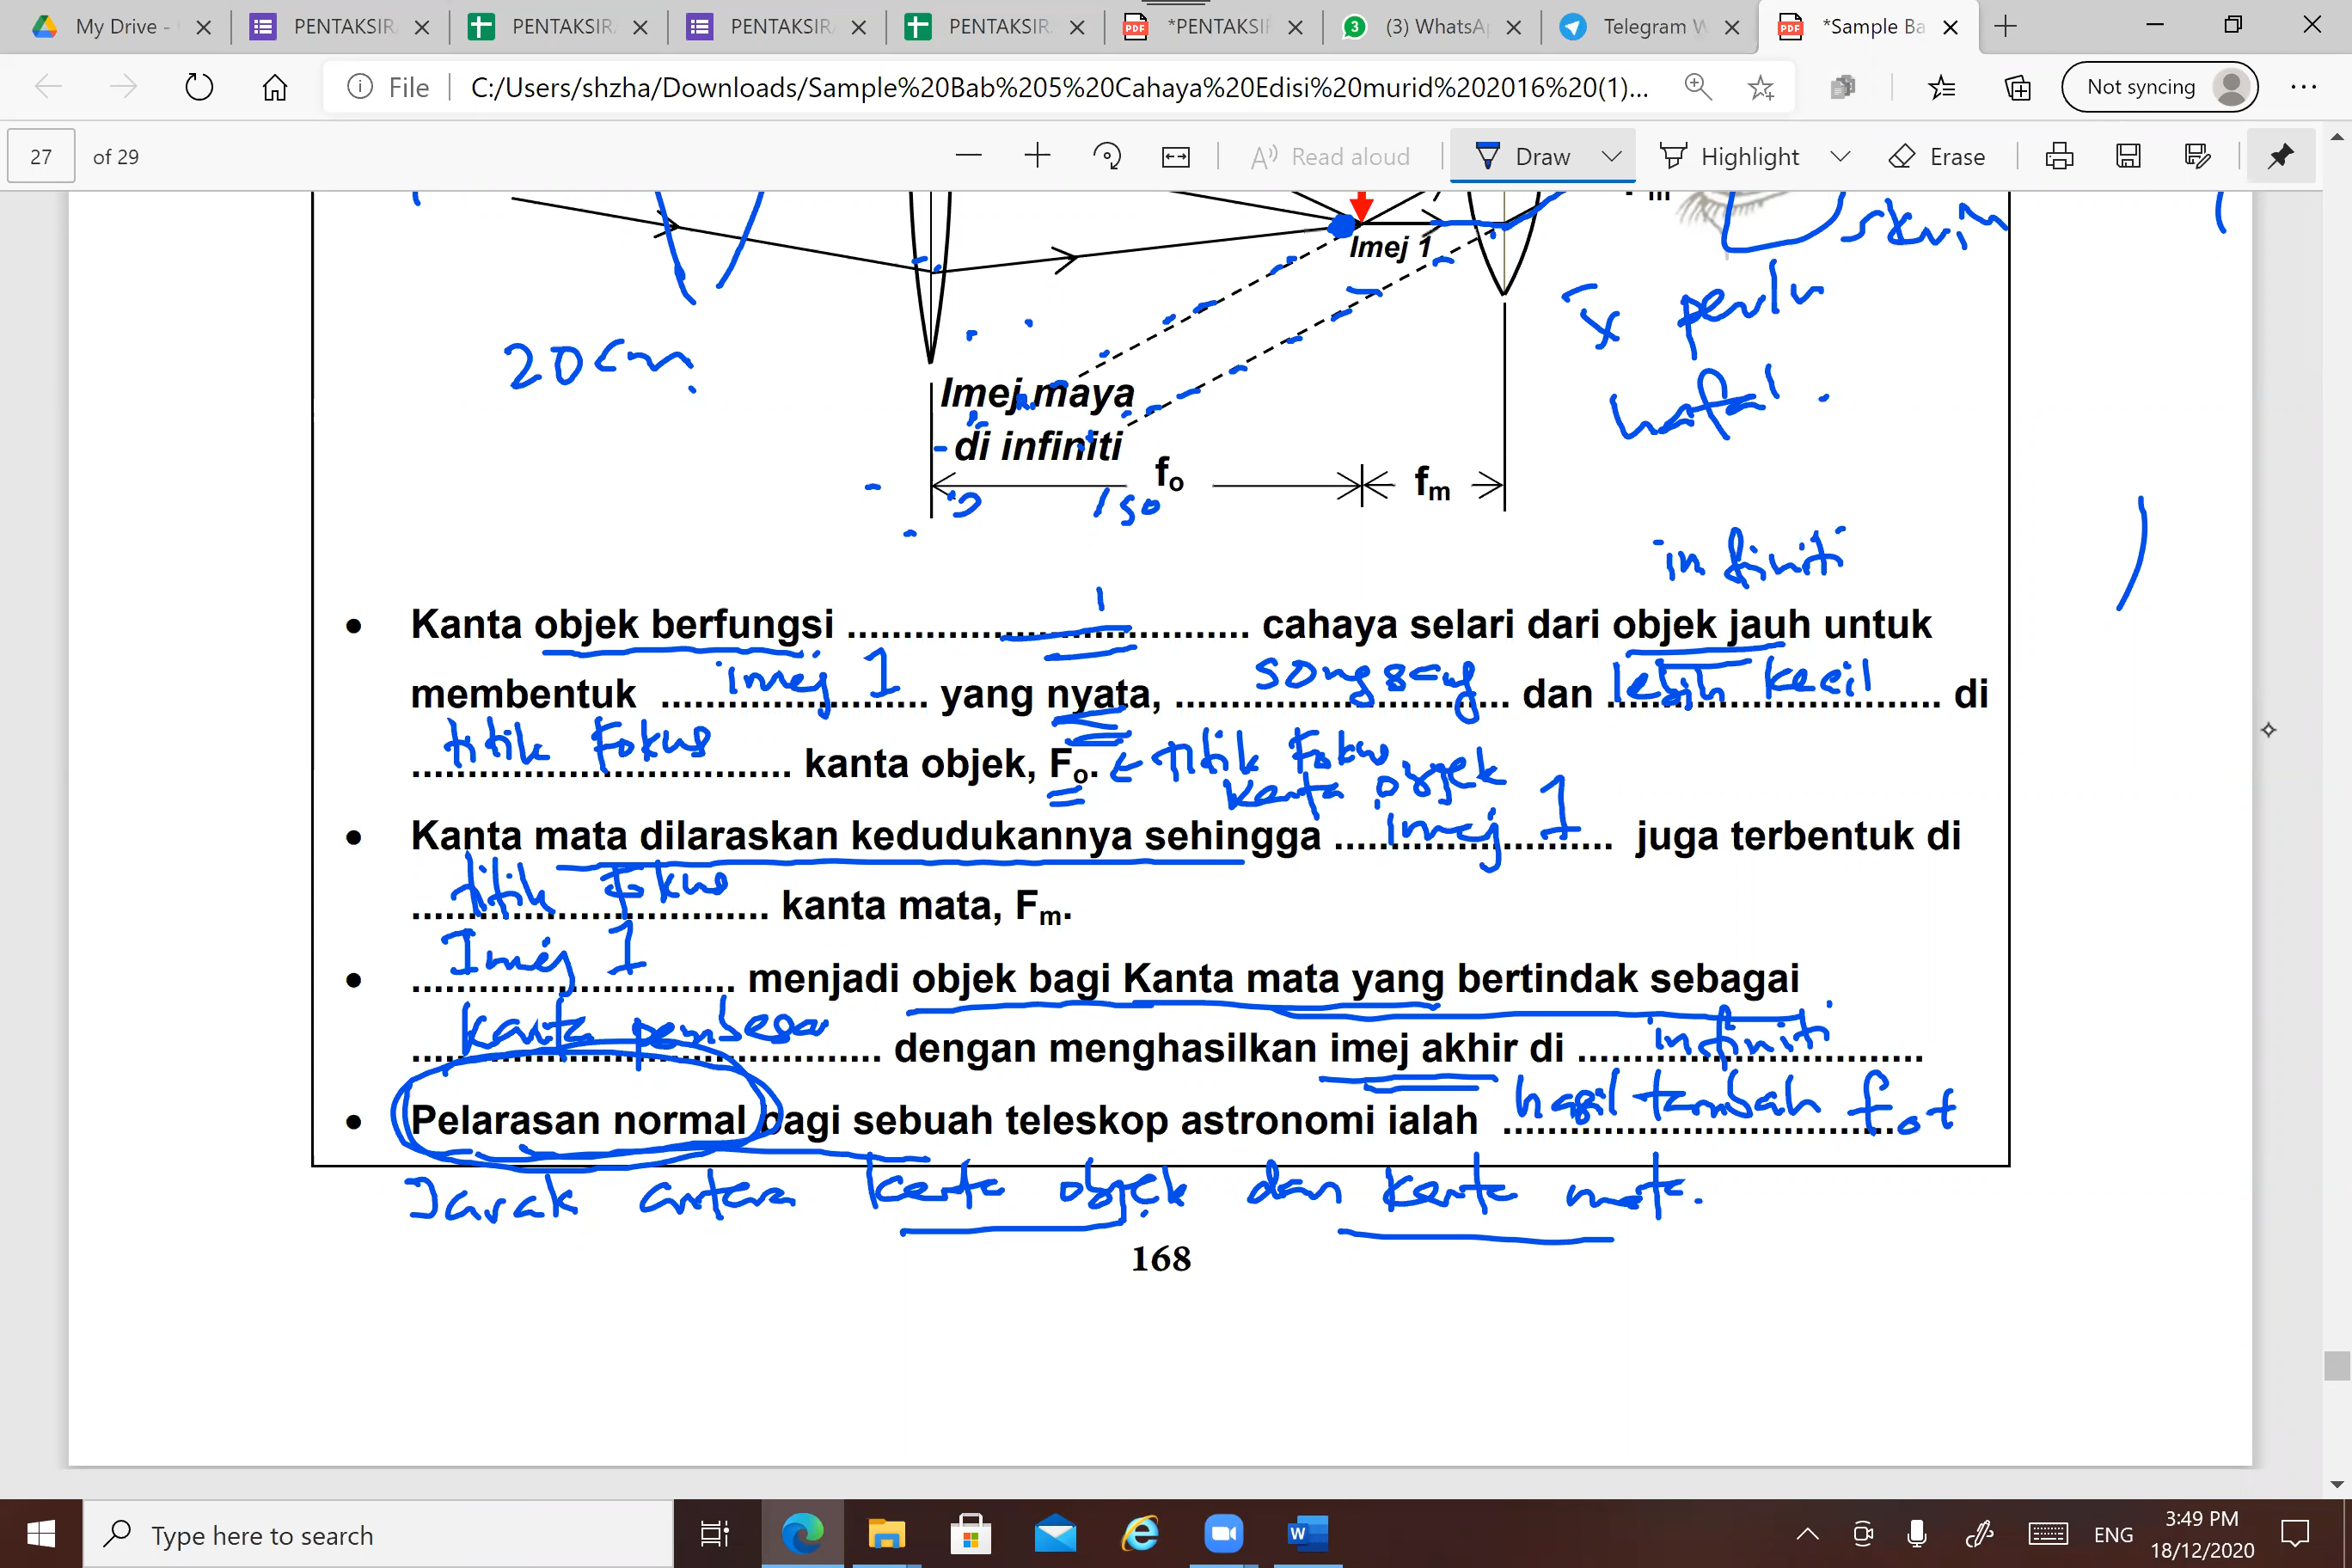 My Drive -
PENTAKSIR
PENTAKSIR
PENTAKSIR
PENTAKSIR
*PENTAKSI
(3) WhatsA
Telegram W
*Sample Ba
File
C:/Users/shzha/Downloads/Sample%20Bab%205%20Cahaya%20Edisi%20murid%202016%20(1)...
Not syncing
27 of 29
Read aloud
Draw
Highlight
Erase
m
skrin
Imej 1
x perlu
hafal.
20 cm
Imej maya
di infiniti
fo
fm
150
infiniti
Kanta objek berfungsi .................................... cahaya selari dari objek jauh untuk
membentuk imej 1 yang nyata, songsang dan lebih kecil di
titik fokus kanta objek, Fo. ← titik fokus
kanta objek
Kanta mata dilaraskan kedudukannya sehingga imej 1 juga terbentuk di
titik fokus kanta mata, Fm.
Imej 1 menjadi objek bagi Kanta mata yang bertindak sebagai
Kanta pembesar dengan menghasilkan imej akhir di infiniti
Pelarasan normal bagi sebuah teleskop astronomi ialah hasil tambah fo+
Jarak antara kanta objek dan kanta mata.
168
Type here to search
W
ENG
3:49 PM
18/12/2020